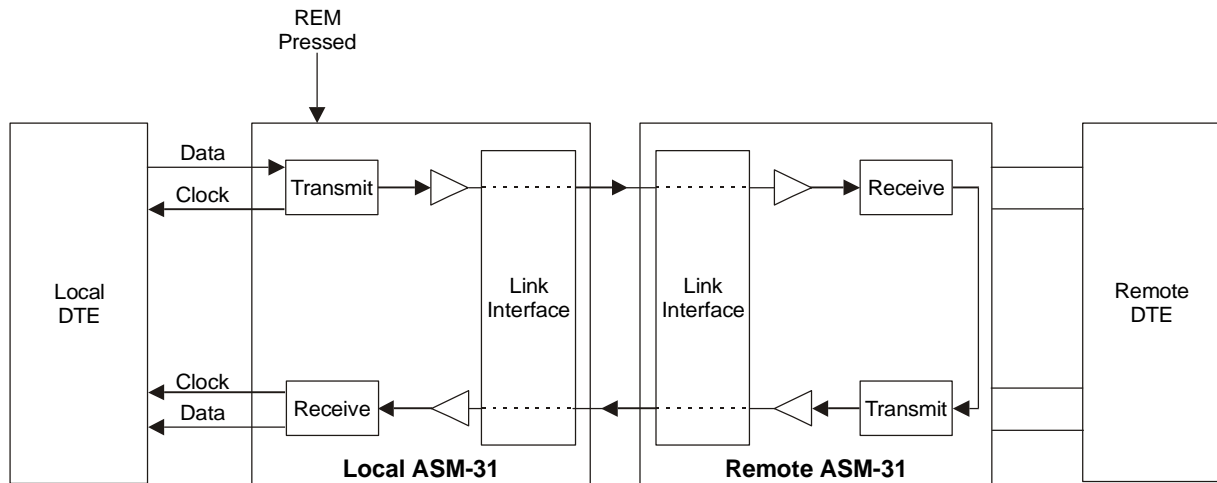 REM
Pressed
Data
Transmit
Clock
Receive
Link
Interface
Link
Interface
Local
DTE
Remote
DTE
Clock
Receive
Data
Transmit
Local ASM-31
Remote ASM-31